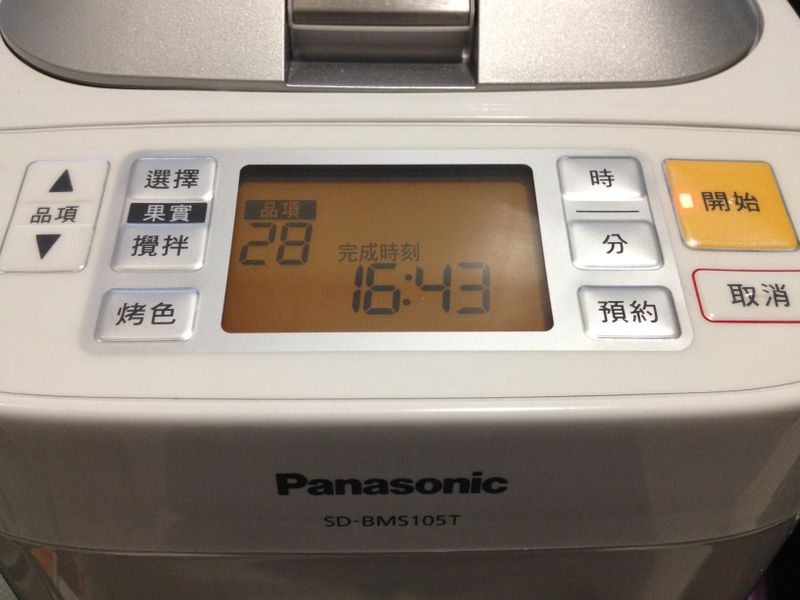 品項
選擇
果實
攪拌
烤色
品項
28
完成時刻
16:43
時
分
預約
開始
取消
Panasonic
SD-BMS105T